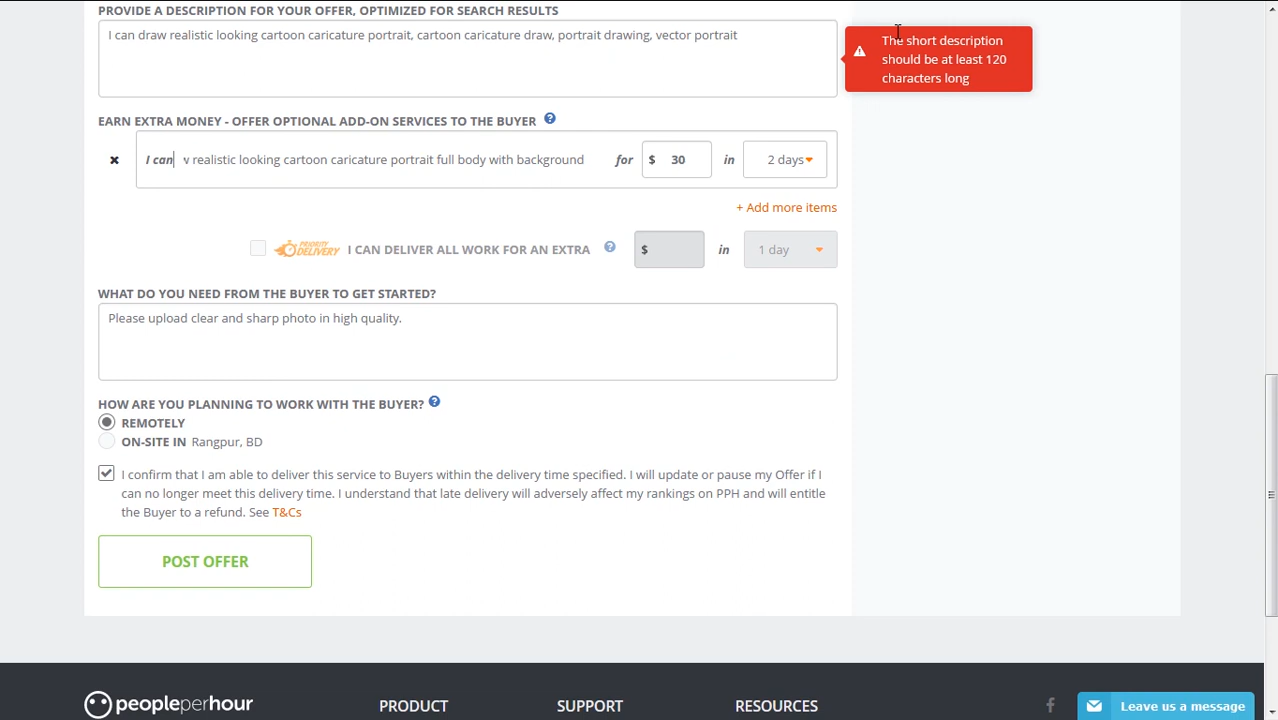 PROVIDE A DESCRIPTION FOR YOUR OFFER, OPTIMIZED FOR SEARCH RESULTS
I can draw realistic looking cartoon caricature portrait, cartoon caricature draw, portrait drawing, vector portrait
The short description
should be at least 120
characters long
EARN EXTRA MONEY - OFFER OPTIONAL ADD-ON SERVICES TO THE BUYER ?
I can w realistic looking cartoon caricature portrait full body with background for $ 30 in 2 days
+ Add more items
PRIORITY DELIVERY I CAN DELIVER ALL WORK FOR AN EXTRA ? $ in 1 day
WHAT DO YOU NEED FROM THE BUYER TO GET STARTED?
Please upload clear and sharp photo in high quality.
HOW ARE YOU PLANNING TO WORK WITH THE BUYER? ?
REMOTELY
ON-SITE IN Rangpur, BD
I confirm that I am able to deliver this service to Buyers within the delivery time specified. I will update or pause my Offer if I
can no longer meet this delivery time. I understand that late delivery will adversely affect my rankings on PPH and will entitle
the Buyer to a refund. See T&Cs
POST OFFER
peopleperhour PRODUCT SUPPORT RESOURCES f
Leave us a message